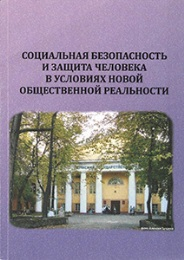 СОЦИАЛЬНАЯ БЕЗОПАСНОСТЬ
И ЗАЩИТА ЧЕЛОВЕКА
В УСЛОВИЯХ НОВОЙ
ОБЩЕСТВЕННОЙ РЕАЛЬНОСТИ